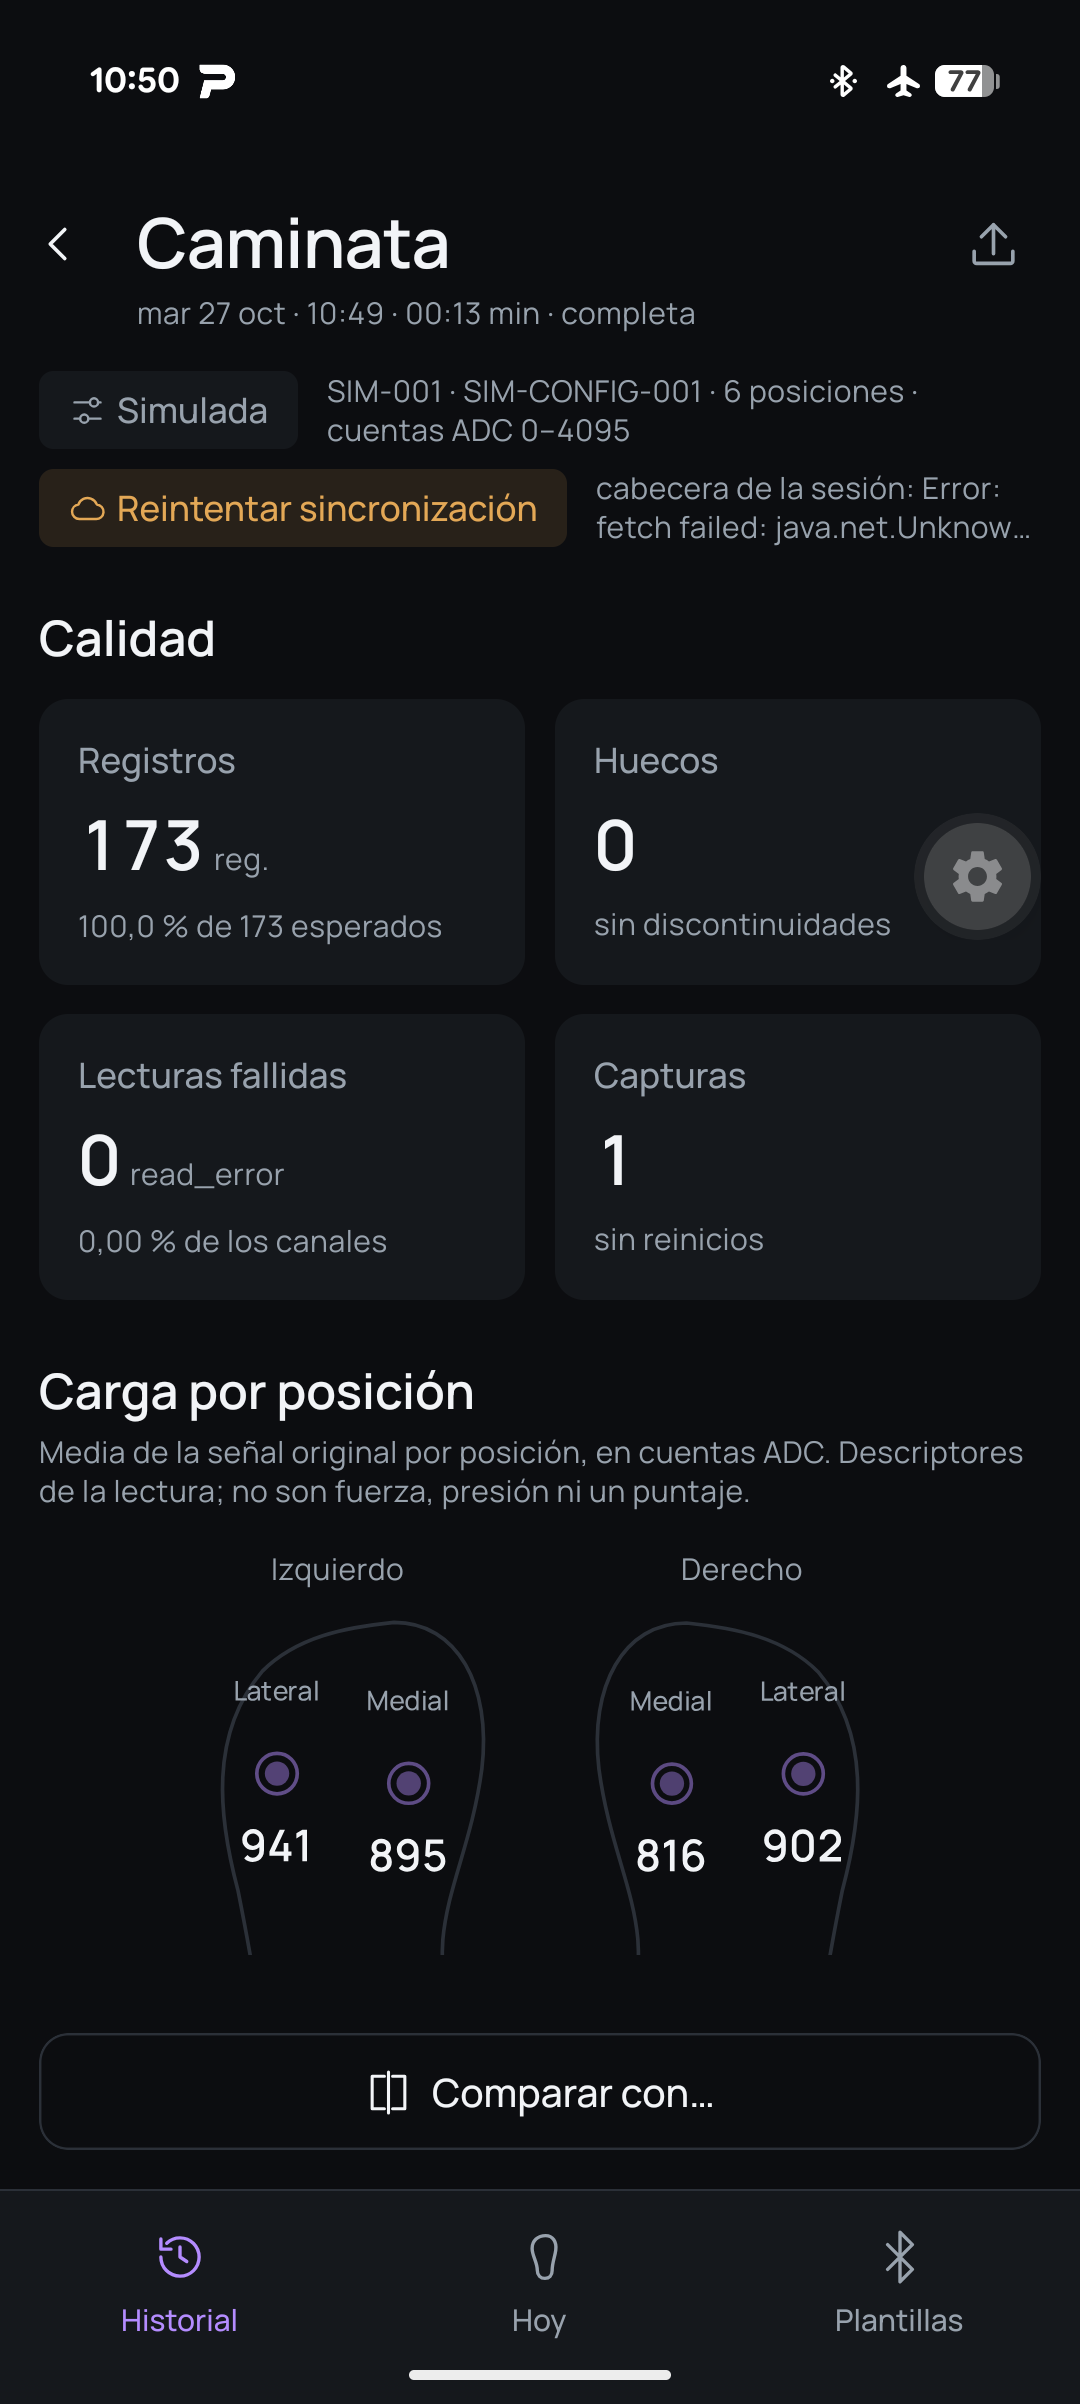 10:50
77
Caminata
mar 27 oct · 10:49 · 00:13 min · completa
Simulada
SIM-001 · SIM-CONFIG-001 · 6 posiciones ·
cuentas ADC 0–4095
Reintentar sincronización
cabecera de la sesión: Error:
fetch failed: java.net.Unknow…
Calidad
Registros
173 reg.
100,0 % de 173 esperados
Huecos
0
sin discontinuidades
Lecturas fallidas
0 read_error
0,00 % de los canales
Capturas
1
sin reinicios
Carga por posición
Media de la señal original por posición, en cuentas ADC. Descriptores
de la lectura; no son fuerza, presión ni un puntaje.
Izquierdo
Derecho
Lateral
Medial
Medial
Lateral
941
895
816
902
Comparar con…
Historial
Hoy
Plantillas